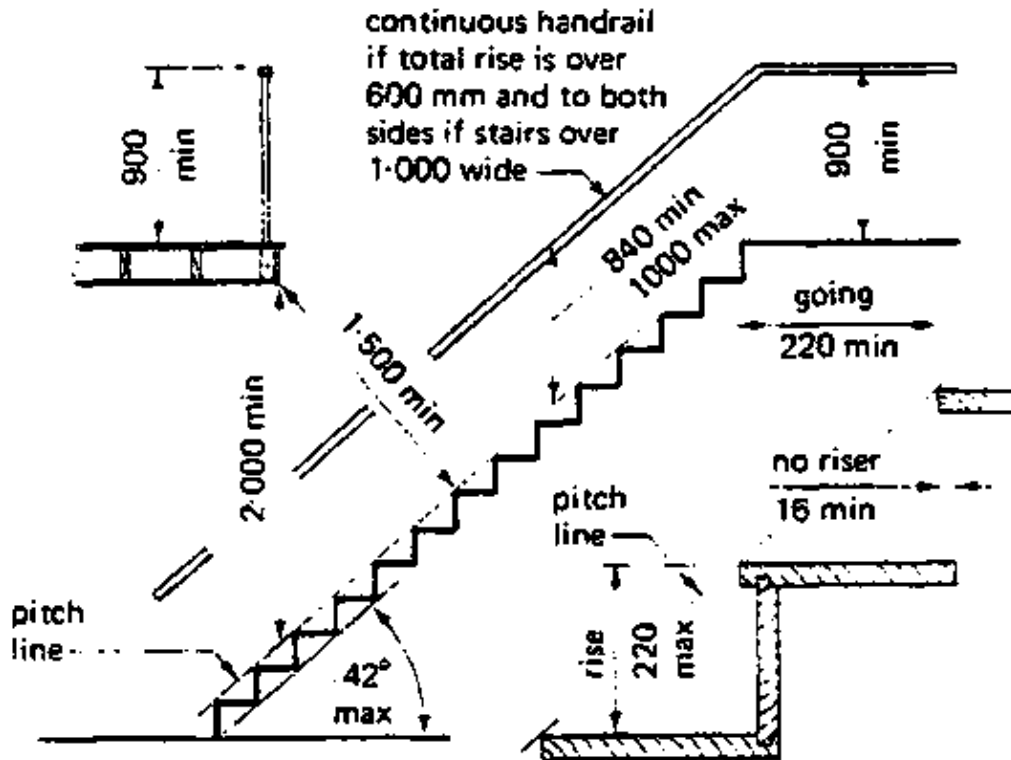 continuous handrail
if total rise is over
600 mm and to both
sides if stairs over
1·000 wide
900
min
900
min
840 min
1000 max
going
220 min
1·500 min
2·000 min
no riser
16 min
pitch
line
pitch
line
rise
220
max
42°
max